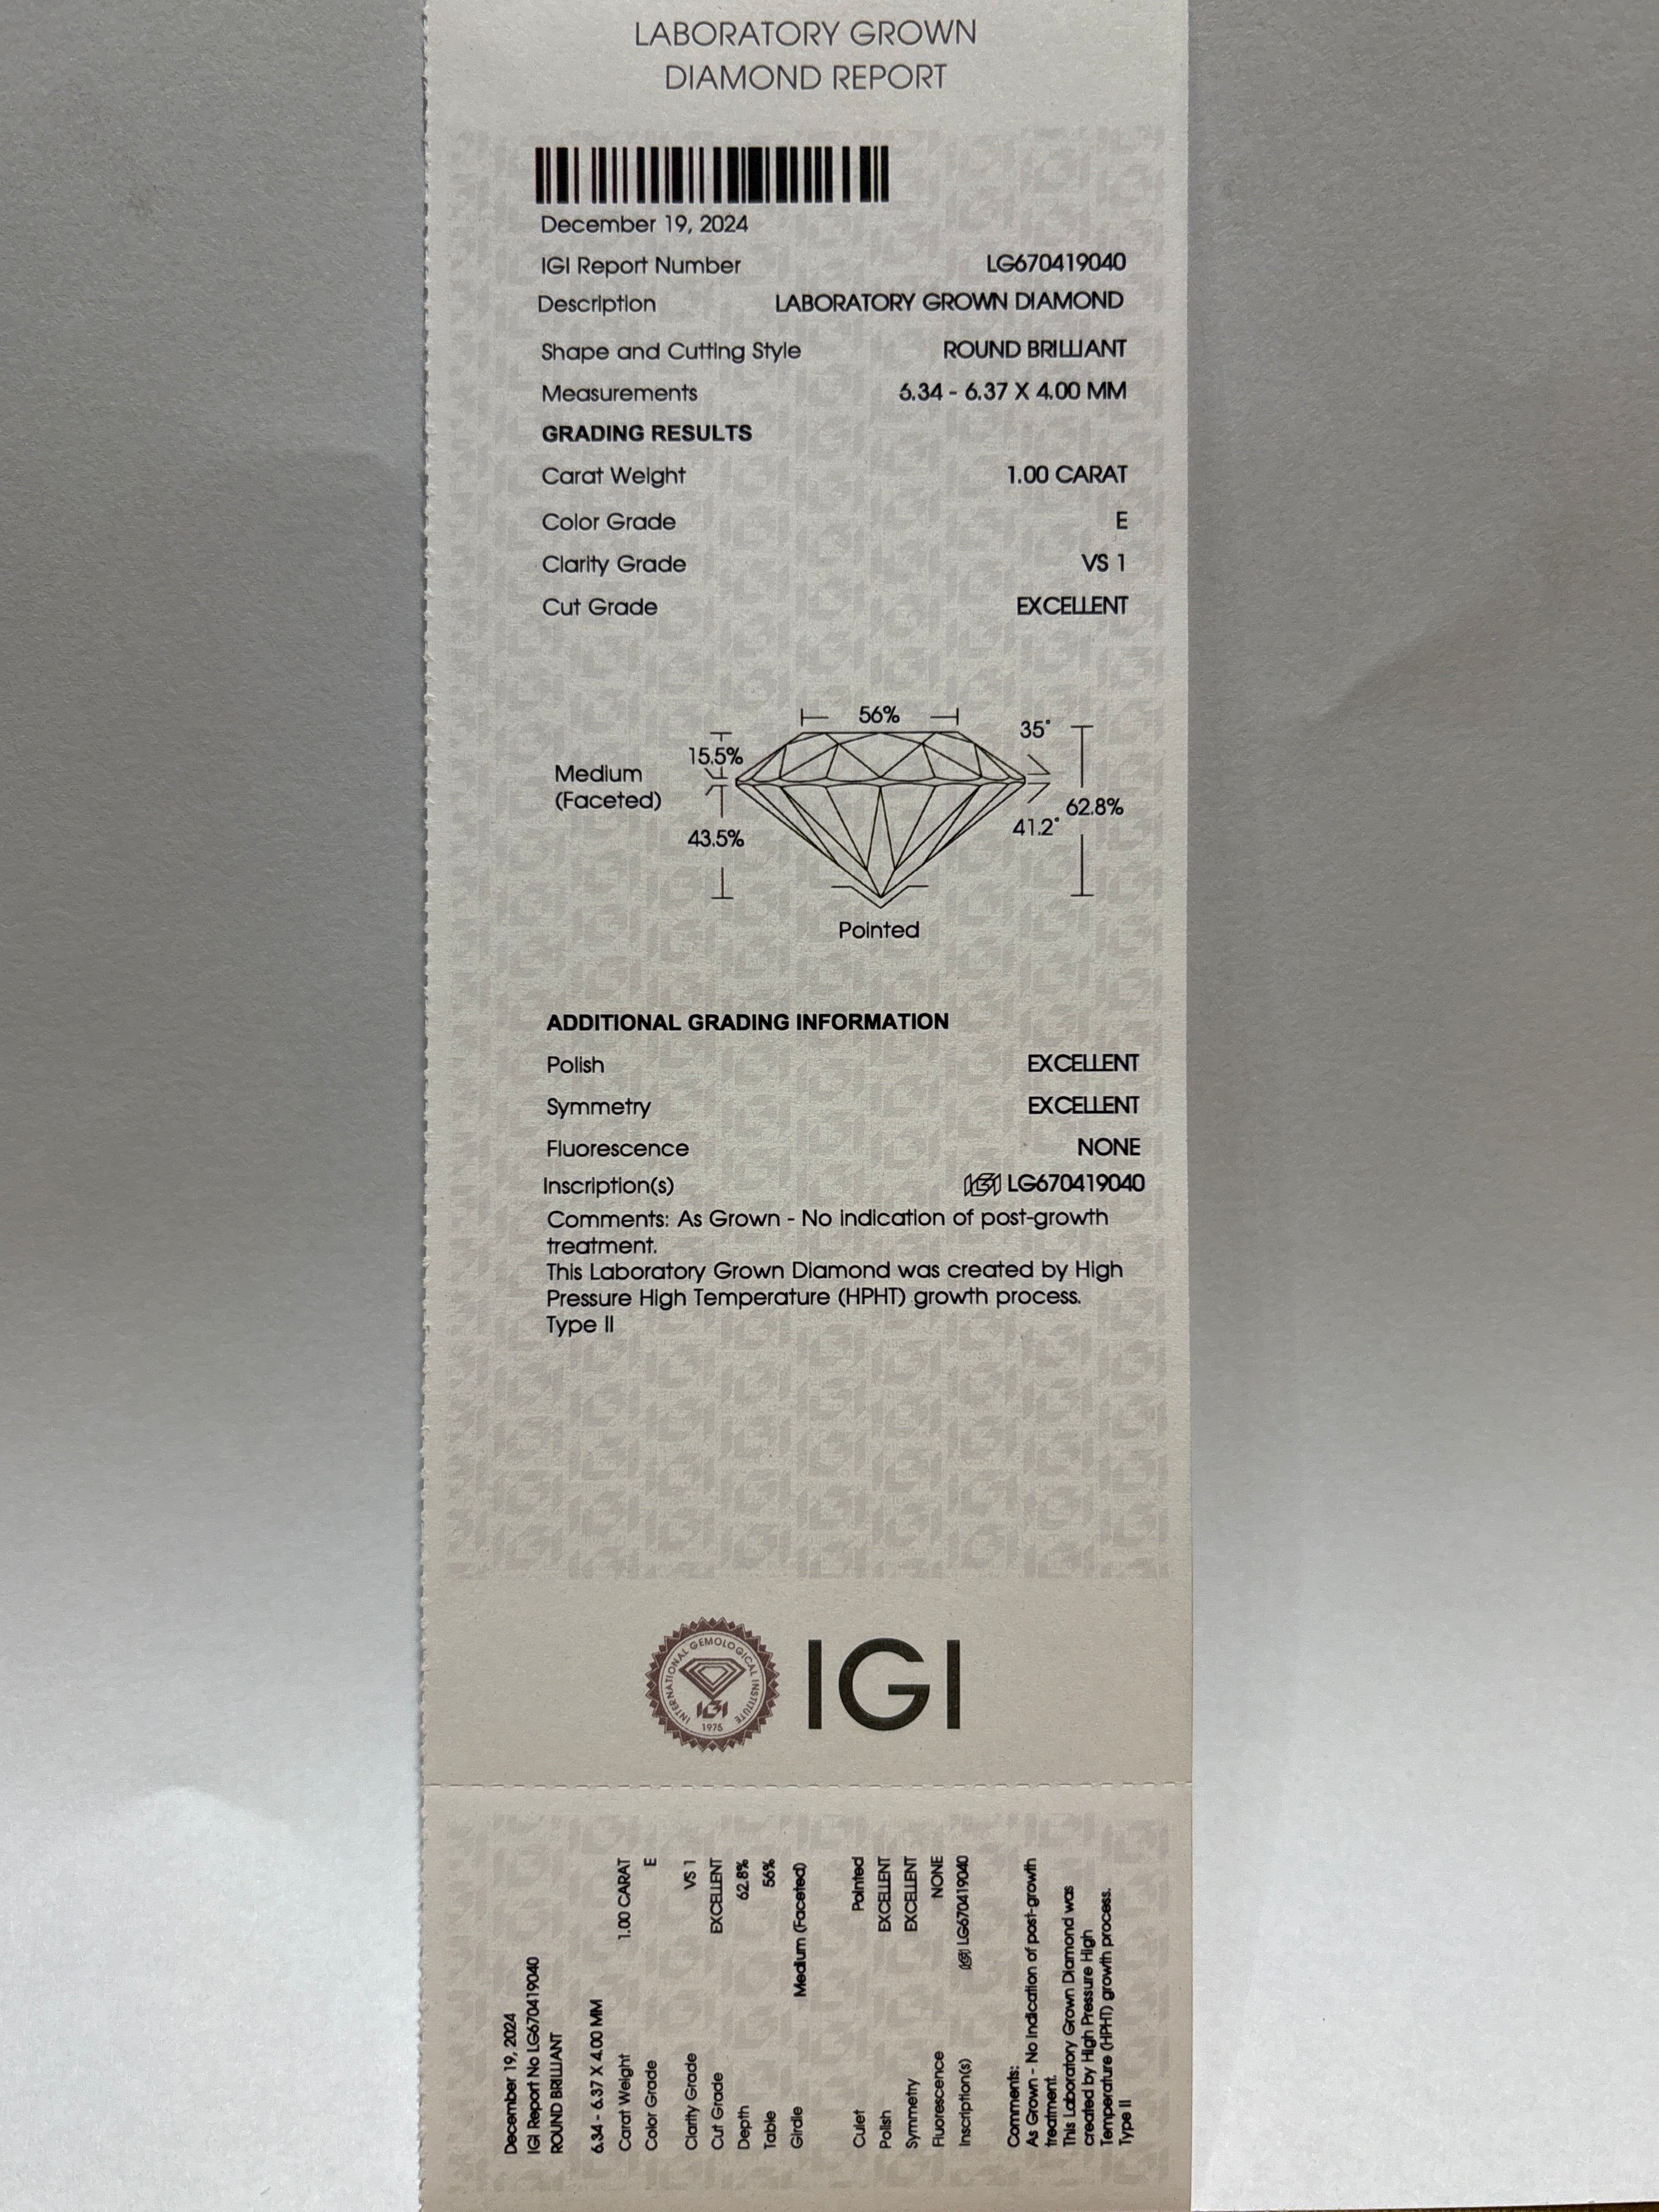 LABORATORY GROWN
DIAMOND REPORT
December 19, 2024
IGI Report Number LG670419040
Description LABORATORY GROWN DIAMOND
Shape and Cutting Style ROUND BRILLIANT
Measurements 6.34 - 6.37 X 4.00 MM
GRADING RESULTS
Carat Weight 1.00 CARAT
Color Grade E
Clarity Grade VS 1
Cut Grade EXCELLENT
56%
35°
15.5%
Medium
(Faceted)
62.8%
41.2°
43.5%
Pointed
ADDITIONAL GRADING INFORMATION
Polish EXCELLENT
Symmetry EXCELLENT
Fluorescence NONE
Inscription(s) IGI LG670419040
Comments: As Grown - No indication of post-growth
treatment.
This Laboratory Grown Diamond was created by High
Pressure High Temperature (HPHT) growth process.
Type II
INTERNATIONAL GEMOLOGICAL INSTITUTE
IGI
1975
IGI
December 19, 2024
IGI Report No LG670419040
ROUND BRILLIANT
6.34 - 6.37 X 4.00 MM
Carat Weight 1.00 CARAT
Color Grade E
Clarity Grade VS 1
Cut Grade EXCELLENT
Depth 62.8%
Table 56%
Girdle Medium (Faceted)
Culet Pointed
Polish EXCELLENT
Symmetry EXCELLENT
Fluorescence NONE
Inscription(s) IGI LG670419040
Comments:
As Grown - No indication of post-growth
treatment.
This Laboratory Grown Diamond was
created by High Pressure High
Temperature (HPHT) growth process.
Type II